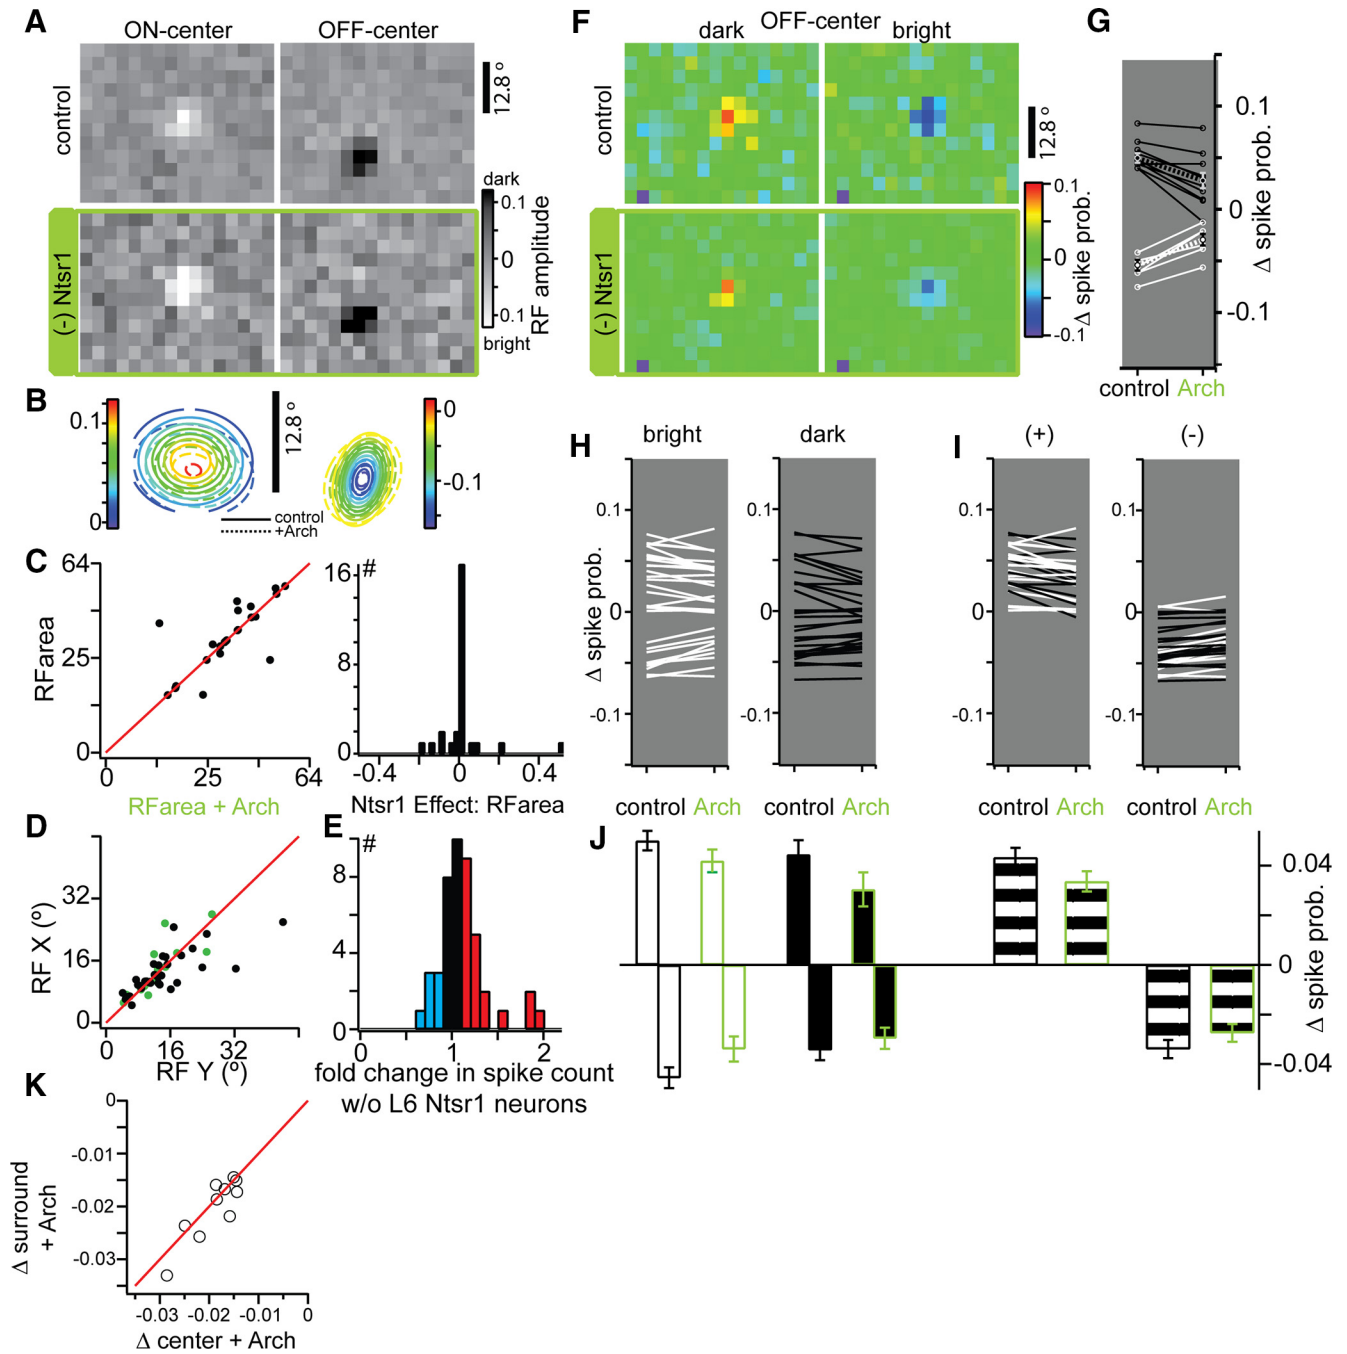 A
ON-center
OFF-center
control
12.8 º
dark
0.1
0
0.1
bright
RF amplitude
(-) Ntsr1
F
OFF-center
dark
bright
control
12.8 º
0.1
0
-0.1
Δ spike prob.
(-) Ntsr1
G
0.1
0
-0.1
Δ spike prob.
control Arch
B
0.1
0
12.8 º
control
+Arch
0
-0.1
C
64
25
0
RFarea
0 25 64
RFarea + Arch
16
8
0
#
-0.4 0 0.4
Ntsr1 Effect: RFarea
H
bright
dark
0.1
0
-0.1
Δ spike prob.
0.1
0
-0.1
control Arch
control Arch
I
(+)
(-)
0.1
0
-0.1
0.1
0
-0.1
control Arch
control Arch
D
32
16
0
RF X (º)
0 16 32
RF Y (º)
E
#
8
4
0
0 1 2
fold change in spike count
w/o L6 Ntsr1 neurons
J
0.04
0
-0.04
Δ spike prob.
K
0
-0.01
-0.02
-0.03
Δ surround
+ Arch
-0.03 -0.02 -0.01 0
Δ center + Arch